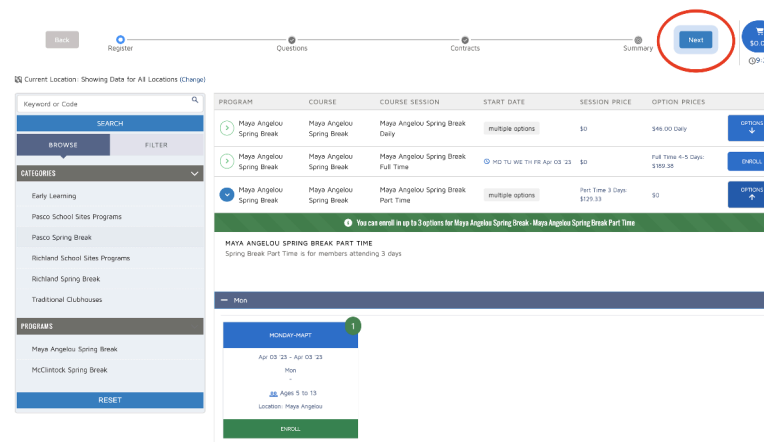 Back
Register
Questions
Contracts
Summary
Next
$0.0
Current Location: Showing Data for All Locations (Change)
Keyword or Code
SEARCH
BROWSE
FILTER
CATEGORIES
Early Learning
Pasco School Sites Programs
Pasco Spring Break
Richland School Sites Programs
Richland Spring Break
Traditional Clubhouses
PROGRAMS
Maya Angelou Spring Break
McClintock Spring Break
RESET
PROGRAM COURSE COURSE SESSION START DATE SESSION PRICE OPTION PRICES
Maya Angelou Maya Angelou Maya Angelou Spring Break multiple options $0 $46.00 Daily OPTIONS
Spring Break Spring Break Daily
Maya Angelou Maya Angelou Maya Angelou Spring Break MO TU WE TH FR Apr 03 '23 $0 Full Time 4-5 Days: ENROLL
Spring Break Spring Break Full Time $189.38
Maya Angelou Maya Angelou Maya Angelou Spring Break multiple options Part Time 3 Days $0 OPTIONS
Spring Break Spring Break Part Time $129.33
You can enroll in up to 3 options for Maya Angelou Spring Break - Maya Angelou Spring Break Part Time
MAYA ANGELOU SPRING BREAK PART TIME
Spring Break Part Time is for members attending 3 days
— Mon
1
MONDAY-MAPT
Apr 03 '23 - Apr 03 '23
Mon
-
Ages 5 to 13
Location: Maya Angelou
ENROLL